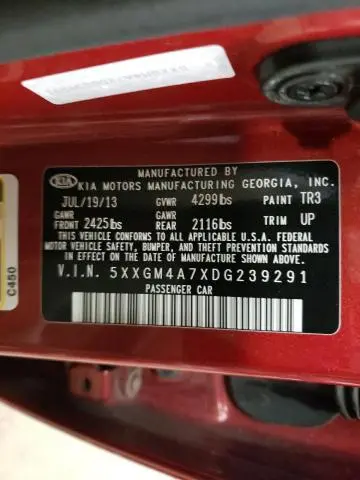 MANUFACTURED BY
KIA KIA MOTORS MANUFACTURING GEORGIA, INC.
JUL/19/13 GVWR 4299lbs PAINT TR3
GAWR GAWR
FRONT 2425lbs REAR 2116lbs TRIM UP
THIS VEHICLE CONFORMS TO ALL APPLICABLE U.S.A. FEDERAL
MOTOR VEHICLE SAFETY, BUMPER, AND THEFT PREVENTION
STANDARDS IN EFFECT ON THE DATE OF MANUFACTURE SHOWN ABOVE.
V.I.N. 5XXGM4A7XDG239291
PASSENGER CAR
C450